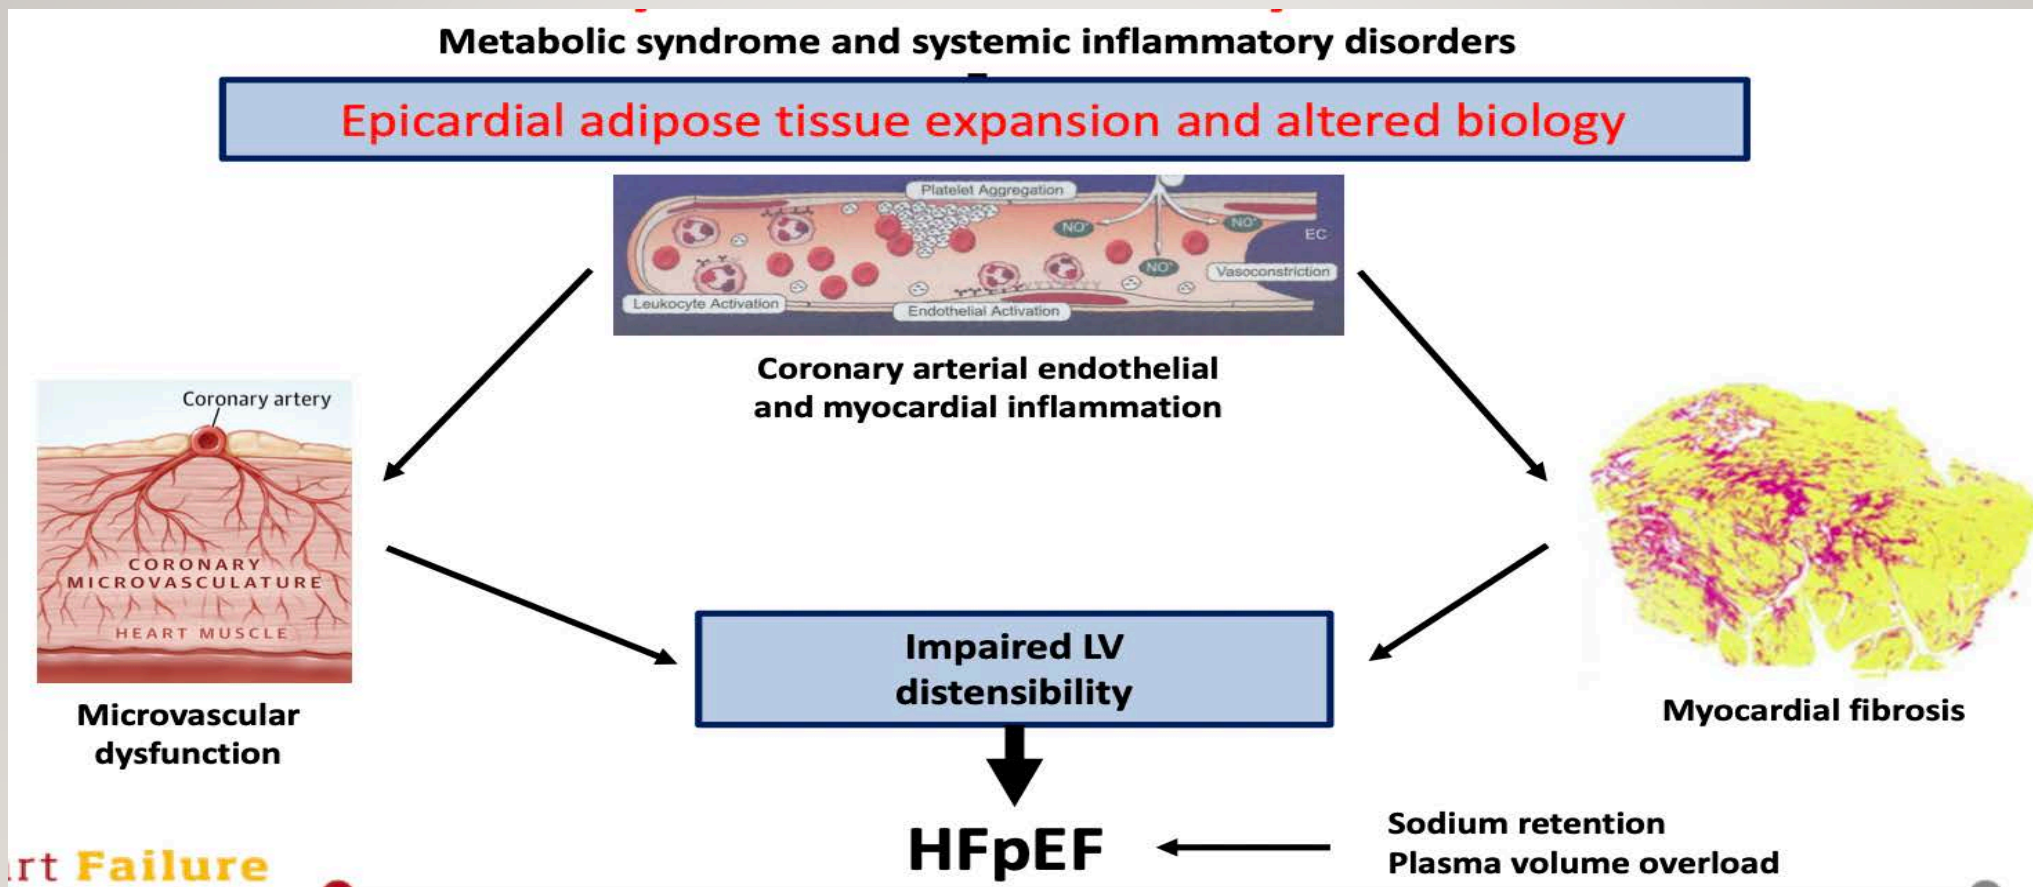 Metabolic syndrome and systemic inflammatory disorders
Epicardial adipose tissue expansion and altered biology
Platelet Aggregation
NO
NO
EC
NO
Vasoconstriction
Leukocyte Activation
Endothelial Activation
Coronary arterial endothelial
and myocardial inflammation
Coronary artery
CORONARY
MICROVASCULATURE
HEART MUSCLE
Microvascular
dysfunction
Impaired LV
distensibility
Myocardial fibrosis
HFpEF
Sodium retention
Plasma volume overload
rt Failure